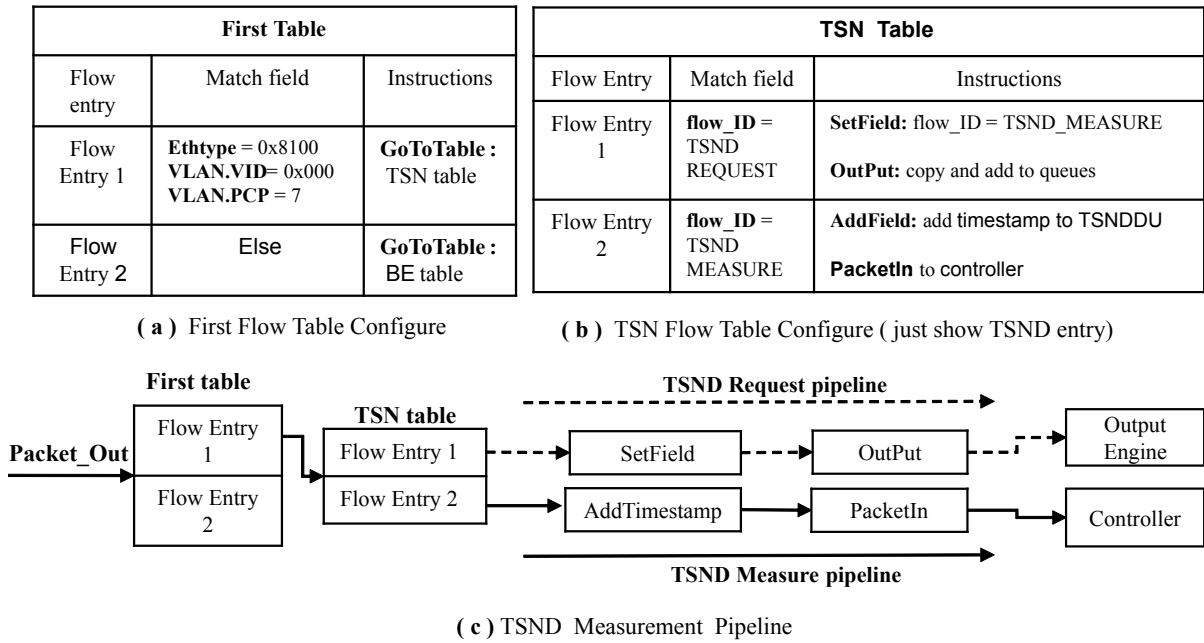 First Table
Flow entry
Match field
Instructions
Flow Entry 1
Ethtype = 0x8100
VLAN.VID= 0x000
VLAN.PCP = 7
GoToTable :
TSN table
Flow Entry 2
Else
GoToTable :
BE table
( a ) First Flow Table Configure
TSN Table
Flow Entry
Match field
Instructions
Flow Entry 1
flow_ID =
TSND
REQUEST
SetField: flow_ID = TSND_MEASURE
OutPut: copy and add to queues
Flow Entry 2
flow_ID =
TSND
MEASURE
AddField: add timestamp to TSNDDU
PacketIn to controller
( b ) TSN Flow Table Configure ( just show TSND entry)
First table
TSN table
TSND Request pipeline
Packet_Out
Flow Entry 1
Flow Entry 2
Flow Entry 1
Flow Entry 2
SetField
OutPut
Output Engine
AddTimestamp
PacketIn
Controller
TSND Measure pipeline
( c ) TSND Measurement Pipeline